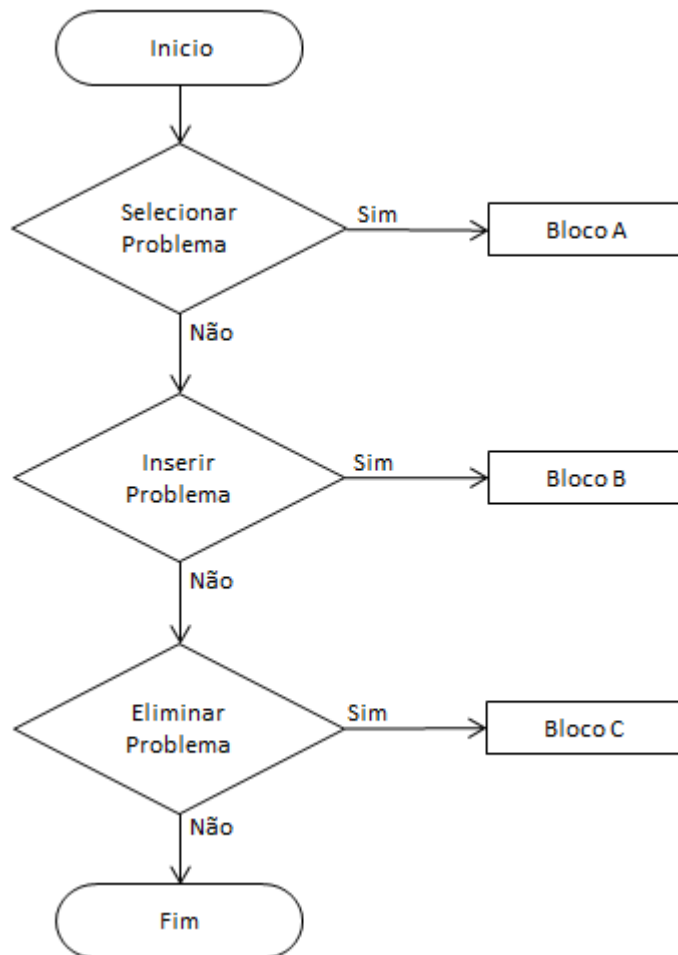 Inicio
Selecionar
Problema
Sim
Bloco A
Não
Inserir
Problema
Sim
Bloco B
Não
Eliminar
Problema
Sim
Bloco C
Não
Fim